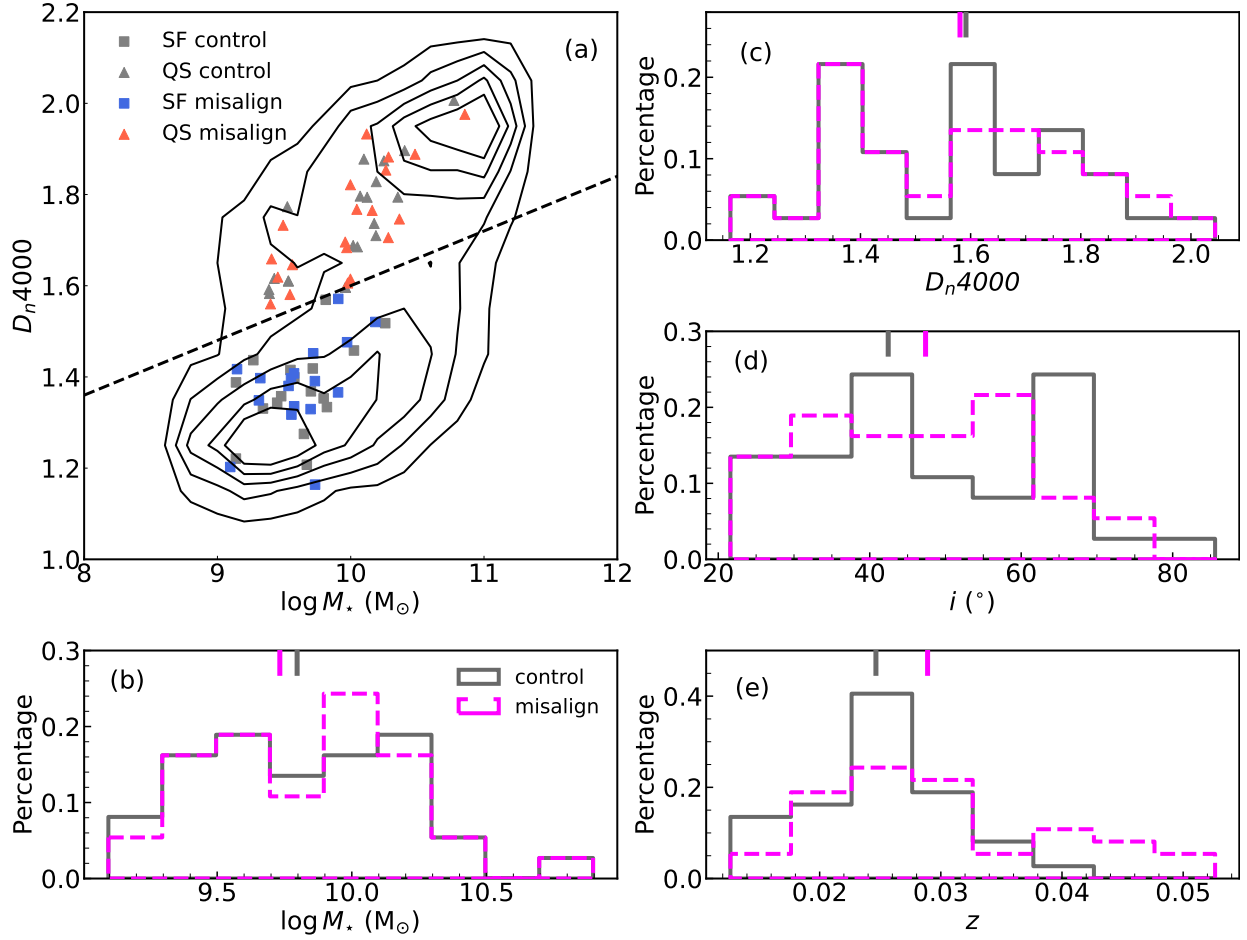 2.2
2.0
1.8
1.6
1.4
1.2
1.0
D_n4000
SF control
QS control
SF misalign
QS misalign
(a)
8
9
10
11
12
log M⋆ (M⊙)
(c)
0.2
0.1
0.0
Percentage
1.2
1.4
1.6
1.8
2.0
D_n4000
(d)
0.3
0.2
0.1
0.0
Percentage
20
40
60
80
i (°)
(b)
0.3
0.2
0.1
0.0
Percentage
control
misalign
9.5
10.0
10.5
log M⋆ (M⊙)
(e)
0.4
0.2
0.0
Percentage
0.02
0.03
0.04
0.05
z